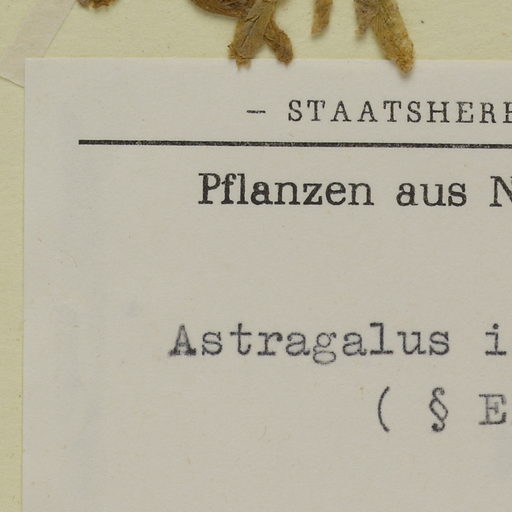 – STAATSHERB
Pflanzen aus N
Astragalus i
( § E